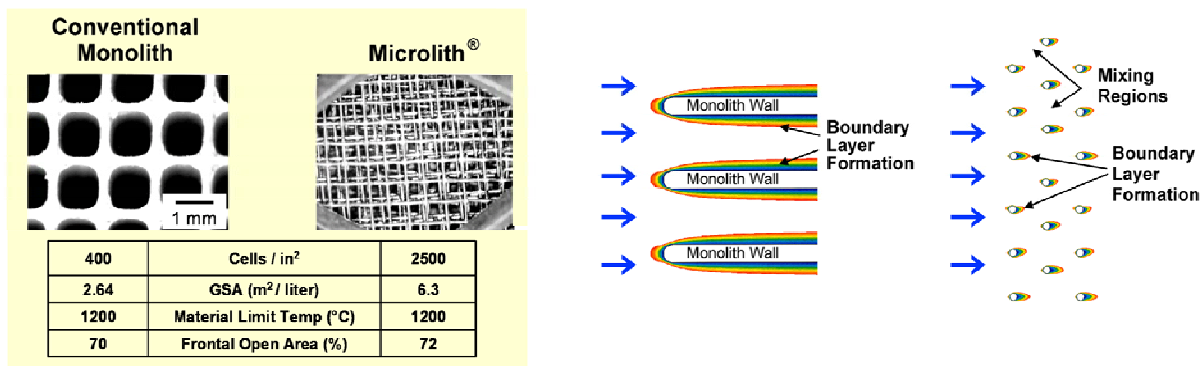 Conventional
Monolith
Microlith®
1 mm
400 Cells / in² 2500
2.64 GSA (m² / liter) 6.3
1200 Material Limit Temp (°C) 1200
70 Frontal Open Area (%) 72
Monolith Wall
Monolith Wall
Monolith Wall
Boundary
Layer
Formation
Mixing
Regions
Boundary
Layer
Formation